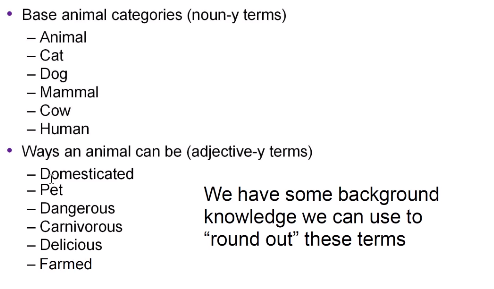 • Base animal categories (noun-y terms)
– Animal
– Cat
– Dog
– Mammal
– Cow
– Human
• Ways an animal can be (adjective-y terms)
– Domesticated
– Pet
– Dangerous
– Carnivorous
– Delicious
– Farmed
We have some background
knowledge we can use to
“round out” these terms